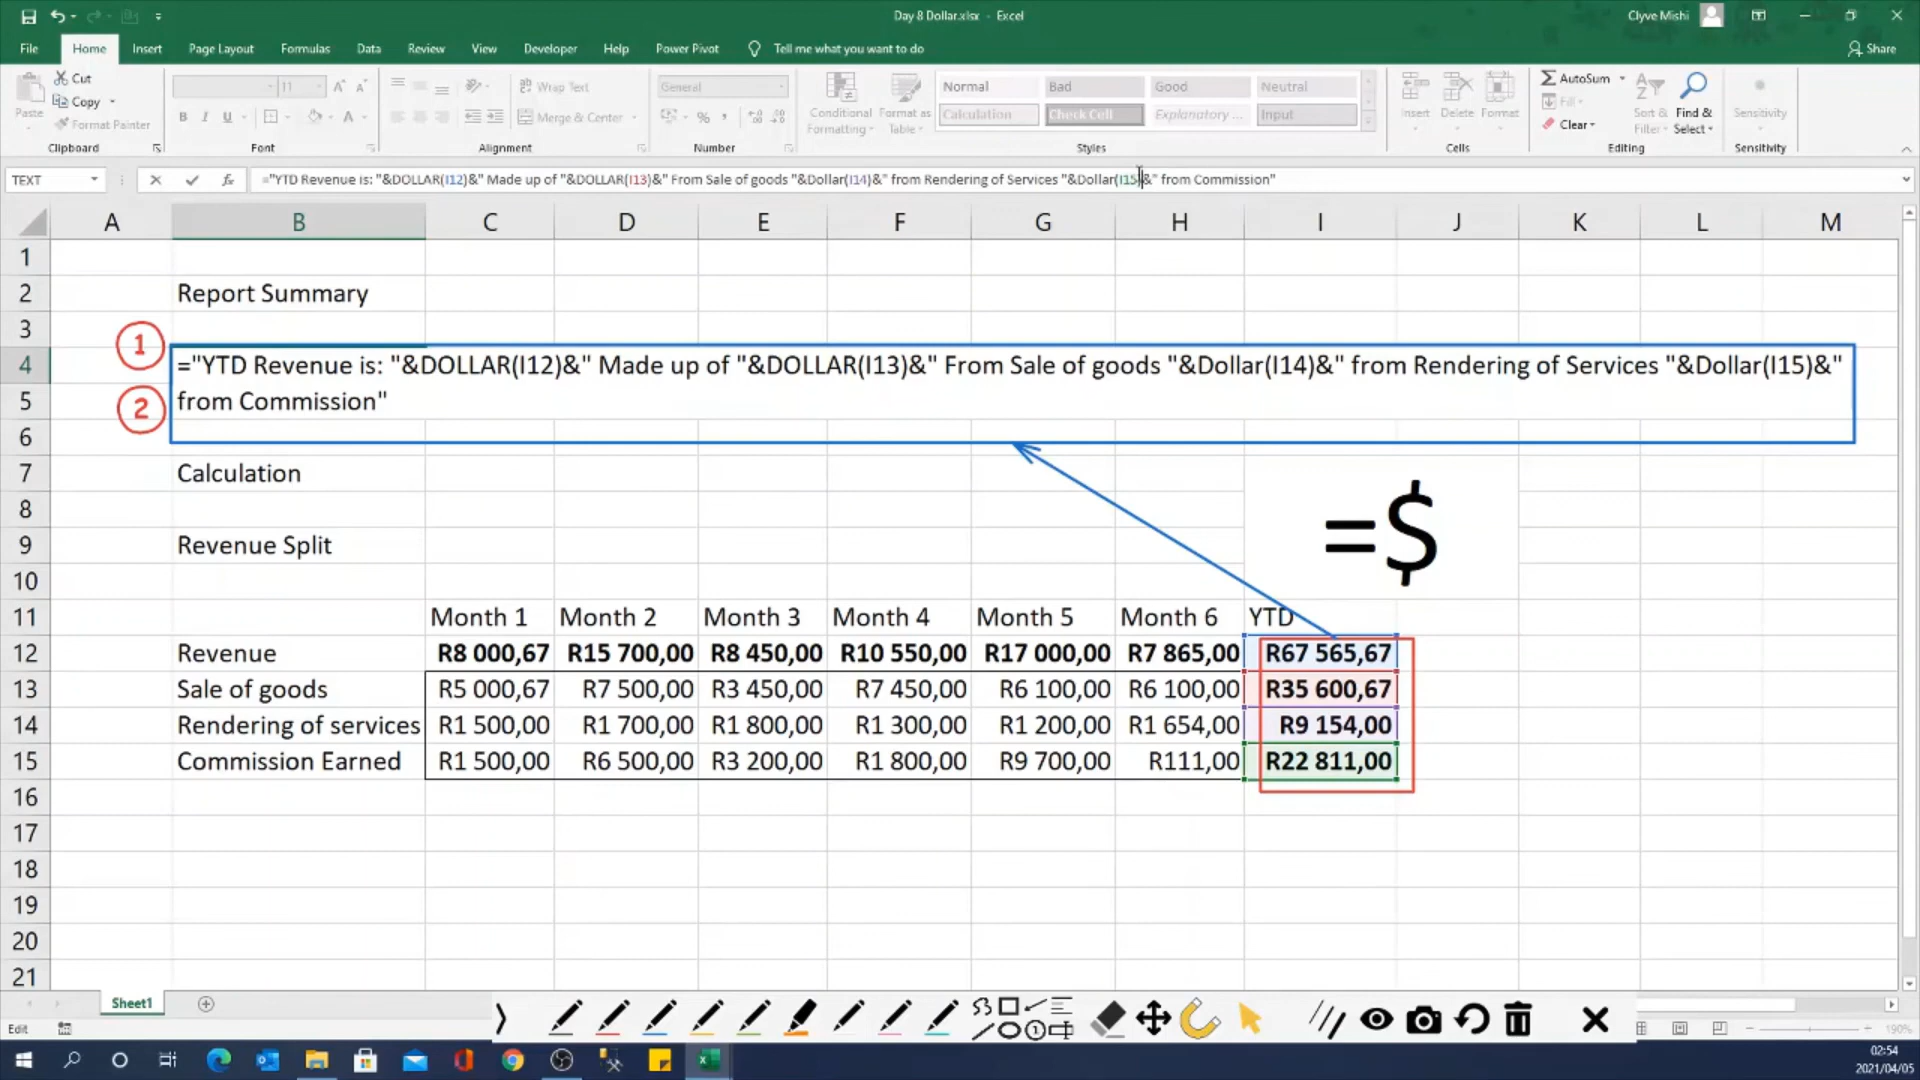 Day 8 Dollar.xlsx - Excel
Clyve Mishi
File Home Insert Page Layout Formulas Data Review View Developer Help Power Pivot Tell me what you want to do
Share
Cut
Copy
Format Painter
Paste
Clipboard
11
B I U
A
Font
Wrap Text
Merge & Center
Alignment
General
%
Number
Conditional Formatting
Format as Table
Normal Bad Good Neutral
Calculation Check Cell Explanatory ... Input
Styles
Insert Delete Format
Cells
AutoSum
Fill
Clear
Sort & Filter
Find & Select
Editing
Sensitivity
Sensitivity
TEXT
fx
="YTD Revenue is: "&DOLLAR(I12)&" Made up of "&DOLLAR(I13)&" From Sale of goods "&Dollar(I14)&" from Rendering of Services "&Dollar(I15)&" from Commission"
A B C D E F G H I J K L M
1
2 Report Summary
3
1
4 ="YTD Revenue is: "&DOLLAR(I12)&" Made up of "&DOLLAR(I13)&" From Sale of goods "&Dollar(I14)&" from Rendering of Services "&Dollar(I15)&"
2
5 from Commission"
6
7 Calculation
8
=$
9 Revenue Split
10
11 Month 1 Month 2 Month 3 Month 4 Month 5 Month 6 YTD
12 Revenue R8 000,67 R15 700,00 R8 450,00 R10 550,00 R17 000,00 R7 865,00 R67 565,67
13 Sale of goods R5 000,67 R7 500,00 R3 450,00 R7 450,00 R6 100,00 R6 100,00 R35 600,67
14 Rendering of services R1 500,00 R1 700,00 R1 800,00 R1 300,00 R1 200,00 R1 654,00 R9 154,00
15 Commission Earned R1 500,00 R6 500,00 R3 200,00 R1 800,00 R9 700,00 R111,00 R22 811,00
16
17
18
19
20
21
Sheet1
Edit
190%
02:54
2021/04/05